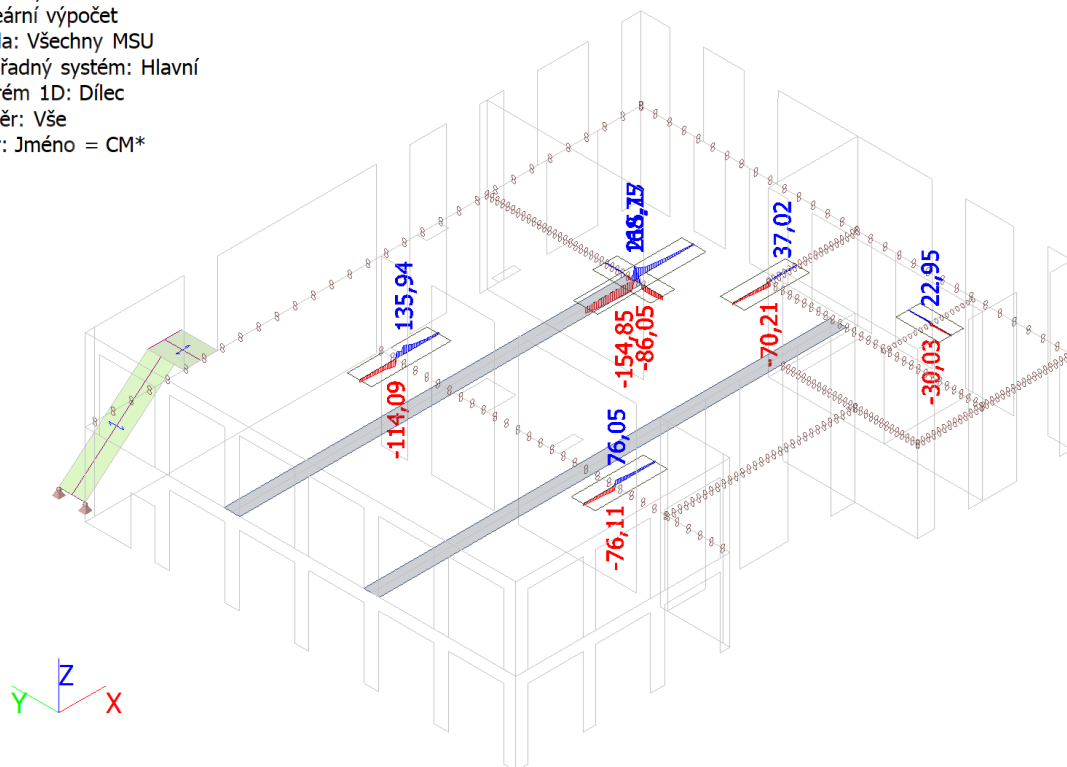 eární výpočet
la: Všechny MSU
řadný systém: Hlavní
rém 1D: Dílec
ěr: Vše
: Jméno = CM*
37,02
22,95
135,94
-154,85
-86,05
-70,21
-30,03
-114,09
76,05
-76,11
Z
Y
X